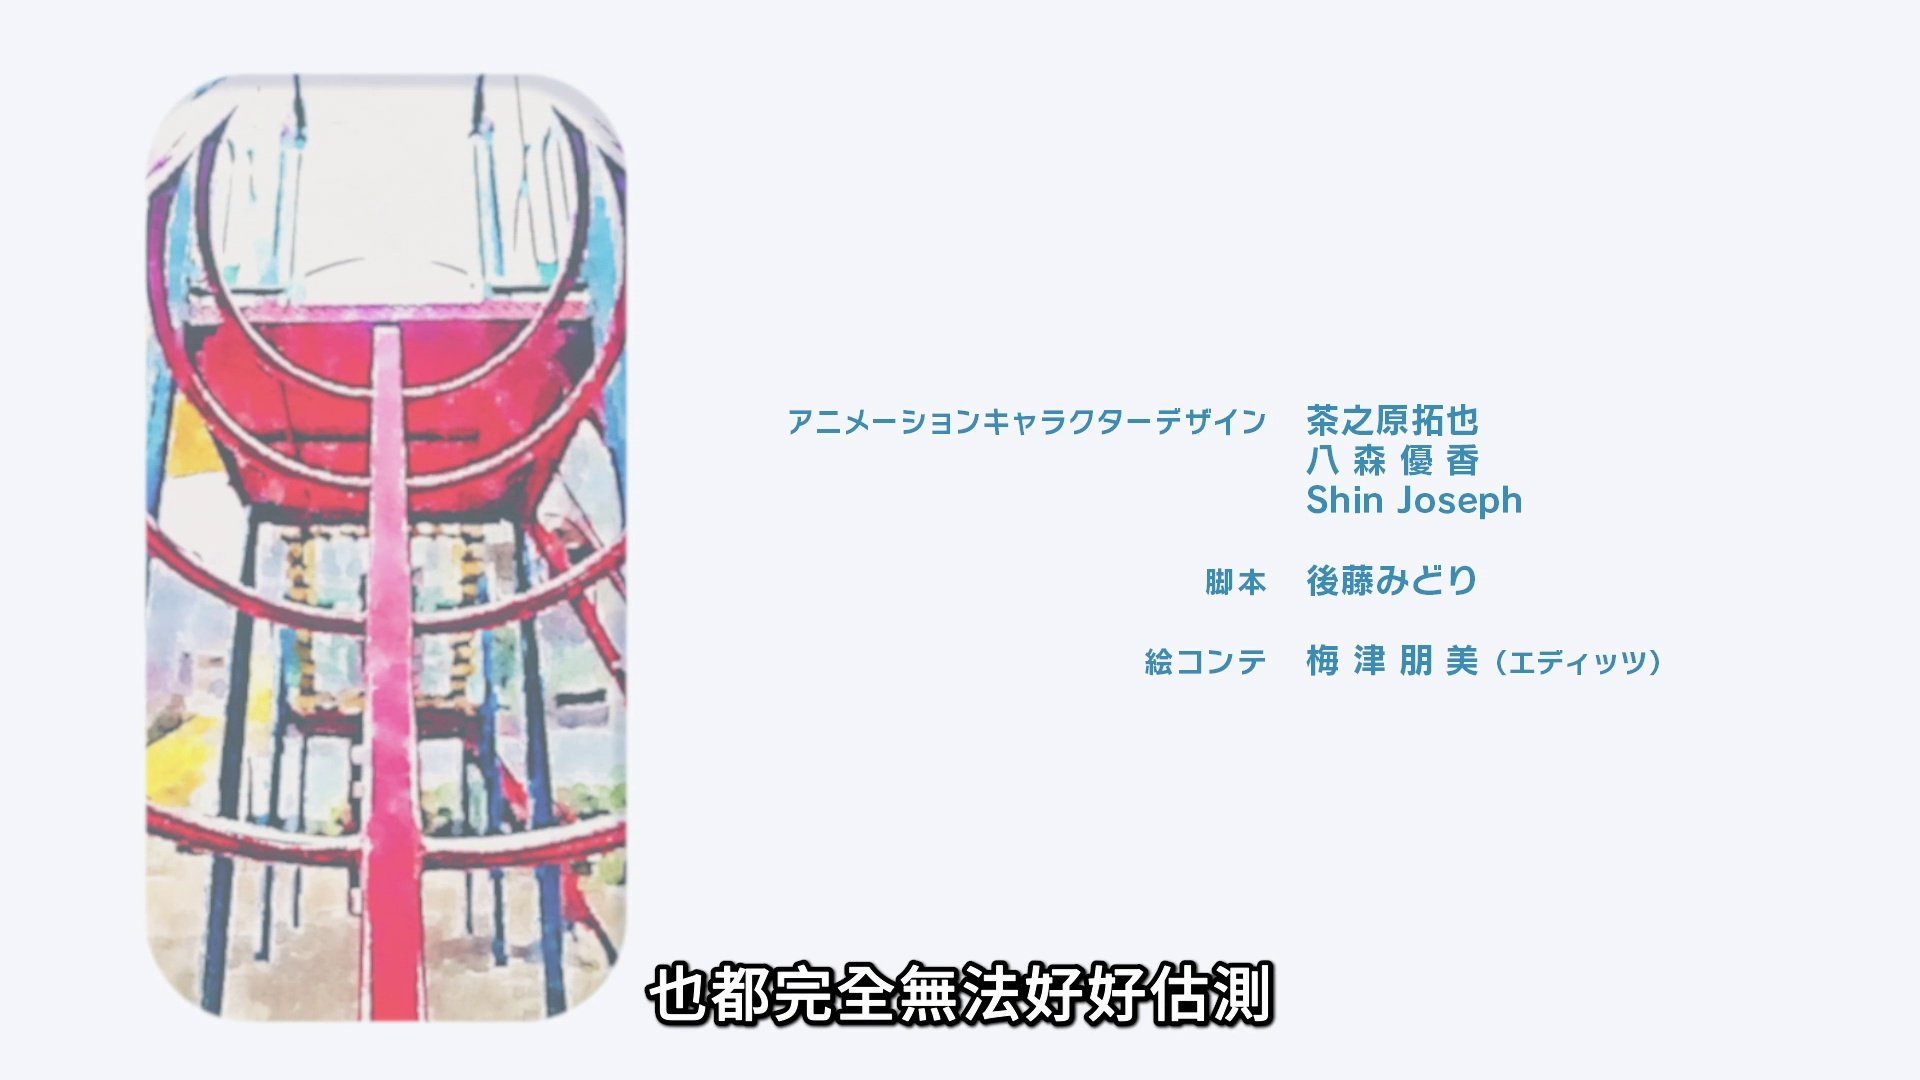 アニメーションキャラクターデザイン 茶之原拓也
八森優香
Shin Joseph
脚本 後藤みどり
絵コンテ 梅津朋美（エディッツ）
也都完全無法好好估測